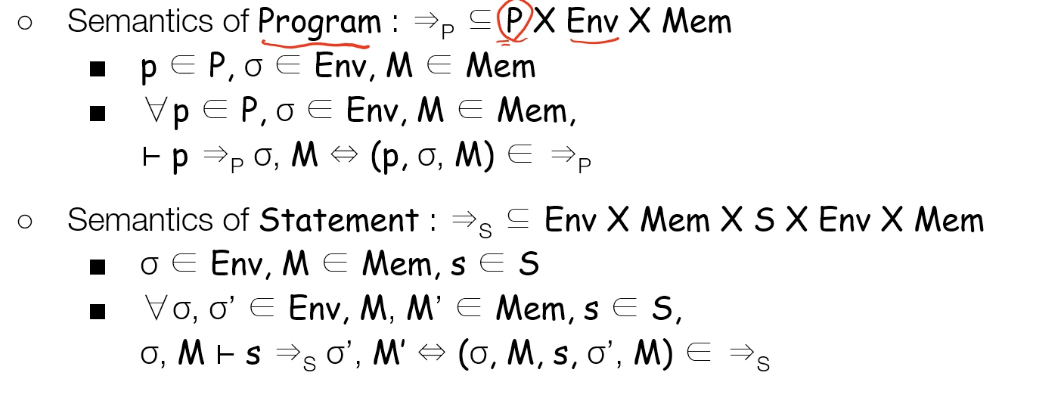 ○ Semantics of Program : ⇒P ⊆ P X Env X Mem
■ p ∈ P, σ ∈ Env, M ∈ Mem
■ ∀p ∈ P, σ ∈ Env, M ∈ Mem,
⊢ p ⇒P σ, M ⇔ (p, σ, M) ∈ ⇒P
○ Semantics of Statement : ⇒S ⊆ Env X Mem X S X Env X Mem
■ σ ∈ Env, M ∈ Mem, s ∈ S
■ ∀σ, σ’ ∈ Env, M, M’ ∈ Mem, s ∈ S,
σ, M ⊢ s ⇒S σ’, M’ ⇔ (σ, M, s, σ’, M) ∈ ⇒S